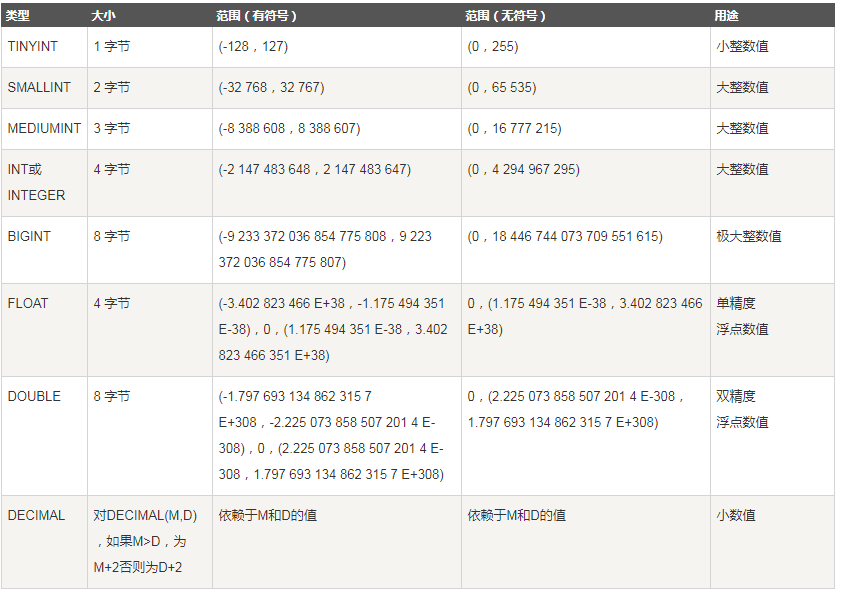 类型 大小 范围（有符号） 范围（无符号） 用途
TINYINT 1 字节 (-128，127) (0，255) 小整数值
SMALLINT 2 字节 (-32 768，32 767) (0，65 535) 大整数值
MEDIUMINT 3 字节 (-8 388 608，8 388 607) (0，16 777 215) 大整数值
INT或 4 字节 (-2 147 483 648，2 147 483 647) (0，4 294 967 295) 大整数值
INTEGER
BIGINT 8 字节 (-9 233 372 036 854 775 808，9 223 (0，18 446 744 073 709 551 615) 极大整数值
372 036 854 775 807)
FLOAT 4 字节 (-3.402 823 466 E+38，-1.175 494 351 0，(1.175 494 351 E-38，3.402 823 466 单精度
E-38)，0，(1.175 494 351 E-38，3.402 E+38) 浮点数值
823 466 351 E+38)
DOUBLE 8 字节 (-1.797 693 134 862 315 7 0，(2.225 073 858 507 201 4 E-308， 双精度
E+308，-2.225 073 858 507 201 4 E- 1.797 693 134 862 315 7 E+308) 浮点数值
308)，0，(2.225 073 858 507 201 4 E-
308，1.797 693 134 862 315 7 E+308)
DECIMAL 对DECIMAL(M,D) 依赖于M和D的值 依赖于M和D的值 小数值
，如果M>D，为
M+2否则为D+2